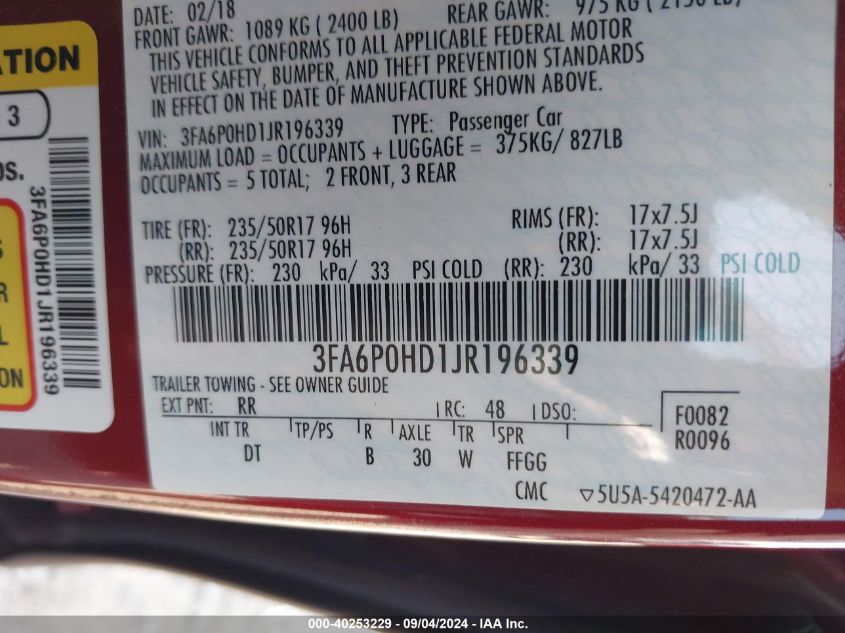 DATE: 02/18
FRONT GAWR: 1089 KG ( 2400 LB) REAR GAWR: 975 KG ( 2150 LB)
THIS VEHICLE CONFORMS TO ALL APPLICABLE FEDERAL MOTOR
VEHICLE SAFETY, BUMPER, AND THEFT PREVENTION STANDARDS
IN EFFECT ON THE DATE OF MANUFACTURE SHOWN ABOVE.
VIN: 3FA6P0HD1JR196339 TYPE: Passenger Car
MAXIMUM LOAD = OCCUPANTS + LUGGAGE = 375KG/ 827LB
OCCUPANTS = 5 TOTAL; 2 FRONT, 3 REAR
TIRE (FR): 235/50R17 96H RIMS (FR): 17x7.5J
(RR): 235/50R17 96H (RR): 17x7.5J
PRESSURE (FR): 230 kPa/ 33 PSI COLD (RR): 230 kPa/ 33 PSI COLD
3FA6P0HD1JR196339
TRAILER TOWING - SEE OWNER GUIDE
EXT PNT: RR RC: 48 DSO:
F0082
R0096
INT TR TP/PS R AXLE TR SPR
DT B 30 W FFGG
CMC ▽5U5A-5420472-AA
ATION
3
OS.
3FA6P0HD1JR196339
S
R
L
ON
000-40253229 - 09/04/2024 - IAA Inc.